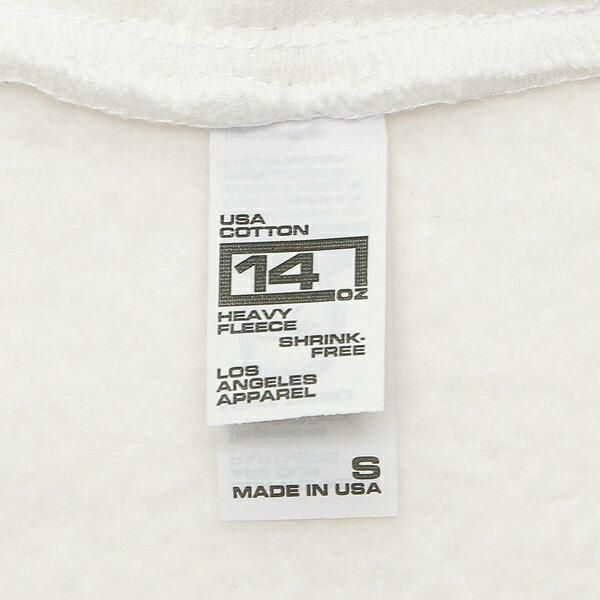 USA
COTTON
14
OZ
HEAVY
FLEECE
SHRINK-
FREE
LOS
ANGELES
APPAREL
S
MADE IN USA